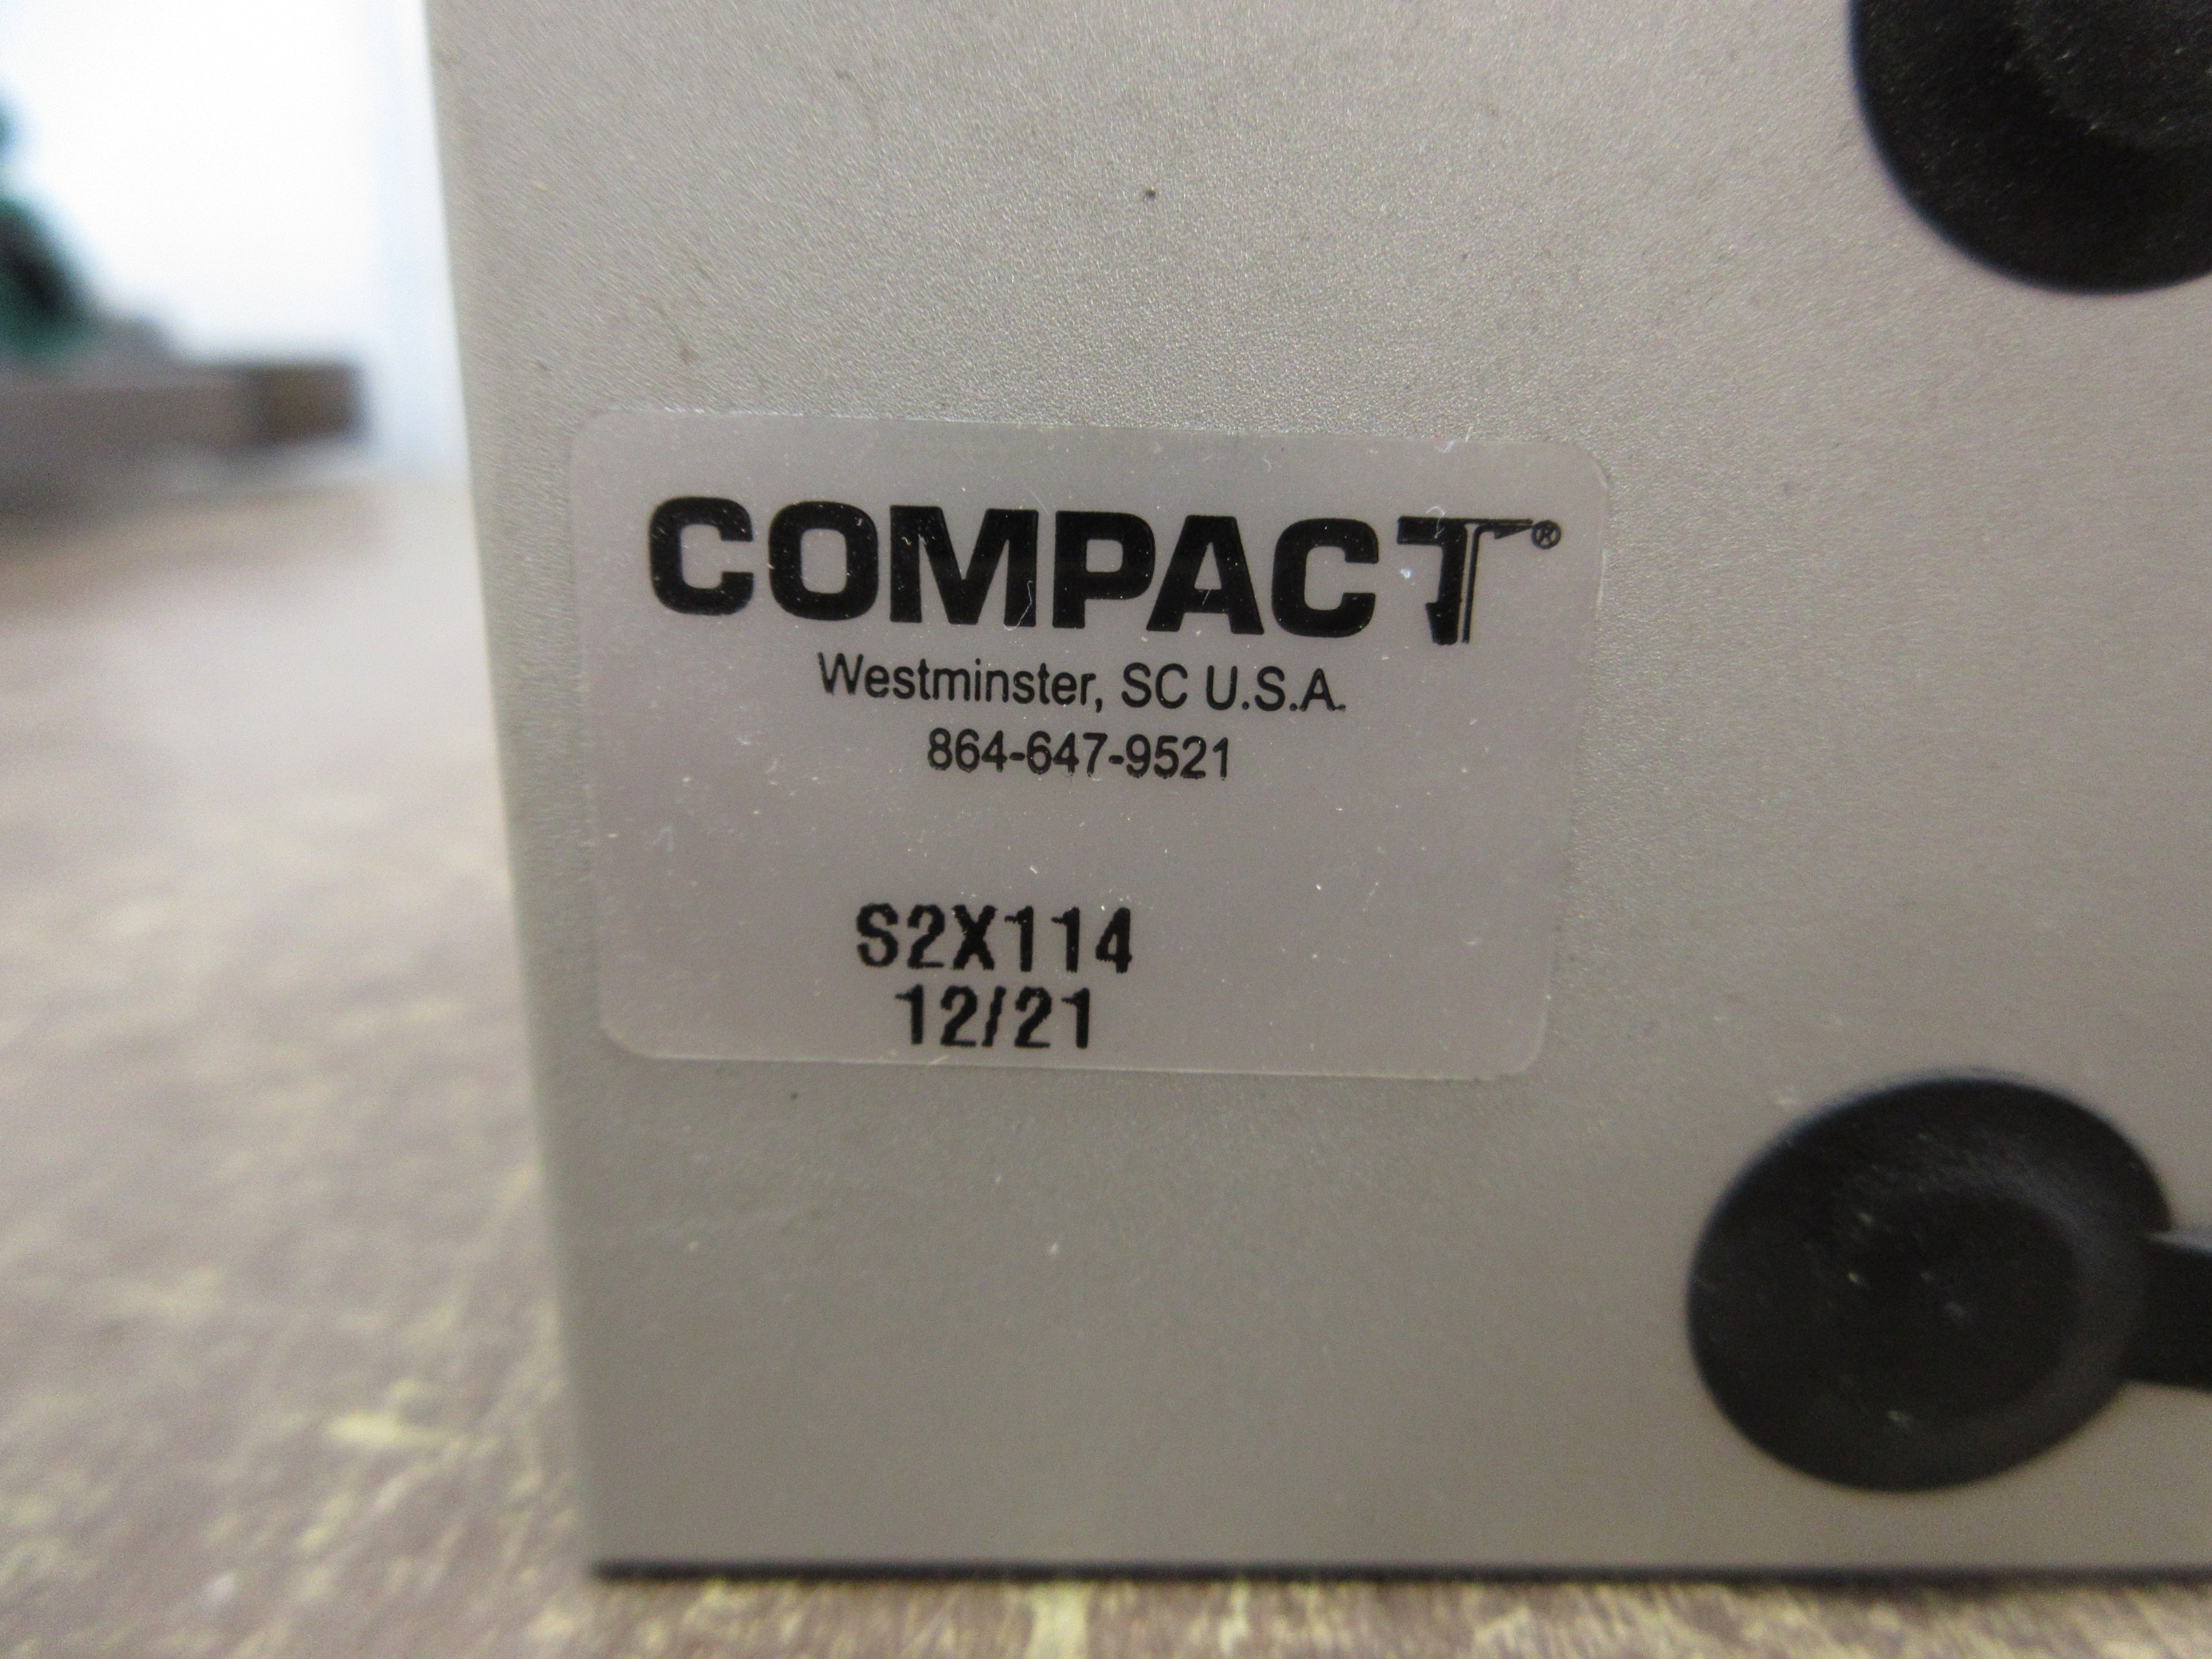 COMPACT®
Westminster, SC U.S.A.
864-647-9521
S2X114
12/21